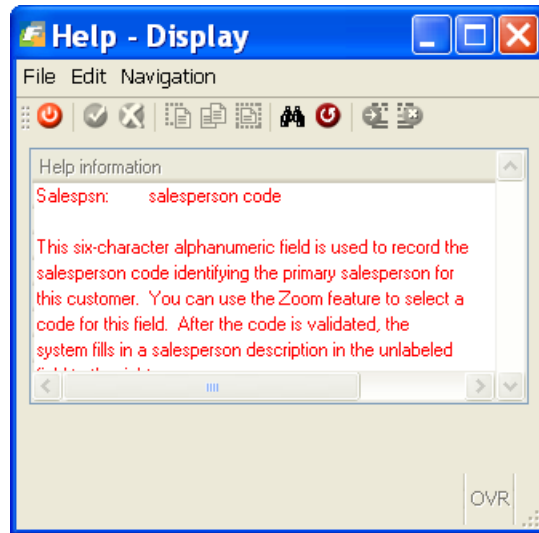 Help - Display
File Edit Navigation
Help information
Salespsn: salesperson code
This six-character alphanumeric field is used to record the
salesperson code identifying the primary salesperson for
this customer. You can use the Zoom feature to select a
code for this field. After the code is validated, the
system fills in a salesperson description in the unlabeled
OVR